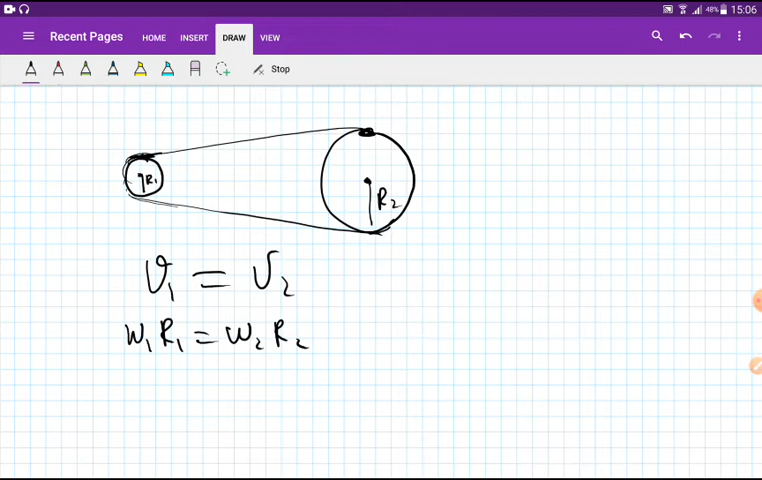 48% 15:06
Recent Pages HOME INSERT DRAW VIEW
Stop
R₁
R₂
v₁ = v₂
w₁R₁ = w₂R₂